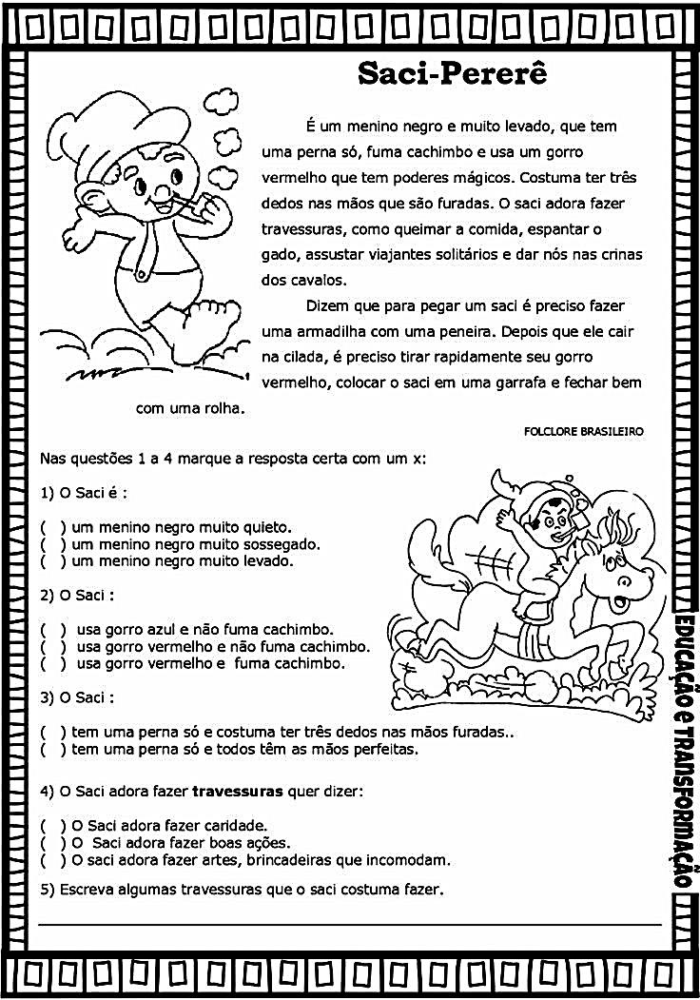 Saci-Pererê
É um menino negro e muito levado, que tem
uma perna só, fuma cachimbo e usa um gorro
vermelho que tem poderes mágicos. Costuma ter três
dedos nas mãos que são furadas. O saci adora fazer
travessuras, como queimar a comida, espantar o
gado, assustar viajantes solitários e dar nós nas crinas
dos cavalos.
Dizem que para pegar um saci é preciso fazer
uma armadilha com uma peneira. Depois que ele cair
na cilada, é preciso tirar rapidamente seu gorro
vermelho, colocar o saci em uma garrafa e fechar bem
com uma rolha.
FOLCLORE BRASILEIRO
Nas questões 1 a 4 marque a resposta certa com um x:
1) O Saci é :
(   ) um menino negro muito quieto.
(   ) um menino negro muito sossegado.
(   ) um menino negro muito levado.
2) O Saci :
(   ) usa gorro azul e não fuma cachimbo.
(   ) usa gorro vermelho e não fuma cachimbo.
(   ) usa gorro vermelho e fuma cachimbo.
3) O Saci :
(   ) tem uma perna só e costuma ter três dedos nas mãos furadas..
(   ) tem uma perna só e todos têm as mãos perfeitas.
4) O Saci adora fazer travessuras quer dizer:
(   ) O Saci adora fazer caridade.
(   ) O Saci adora fazer boas ações.
(   ) O saci adora fazer artes, brincadeiras que incomodam.
5) Escreva algumas travessuras que o saci costuma fazer.
EDUCAÇÃO e TRANSFORMAÇÃO